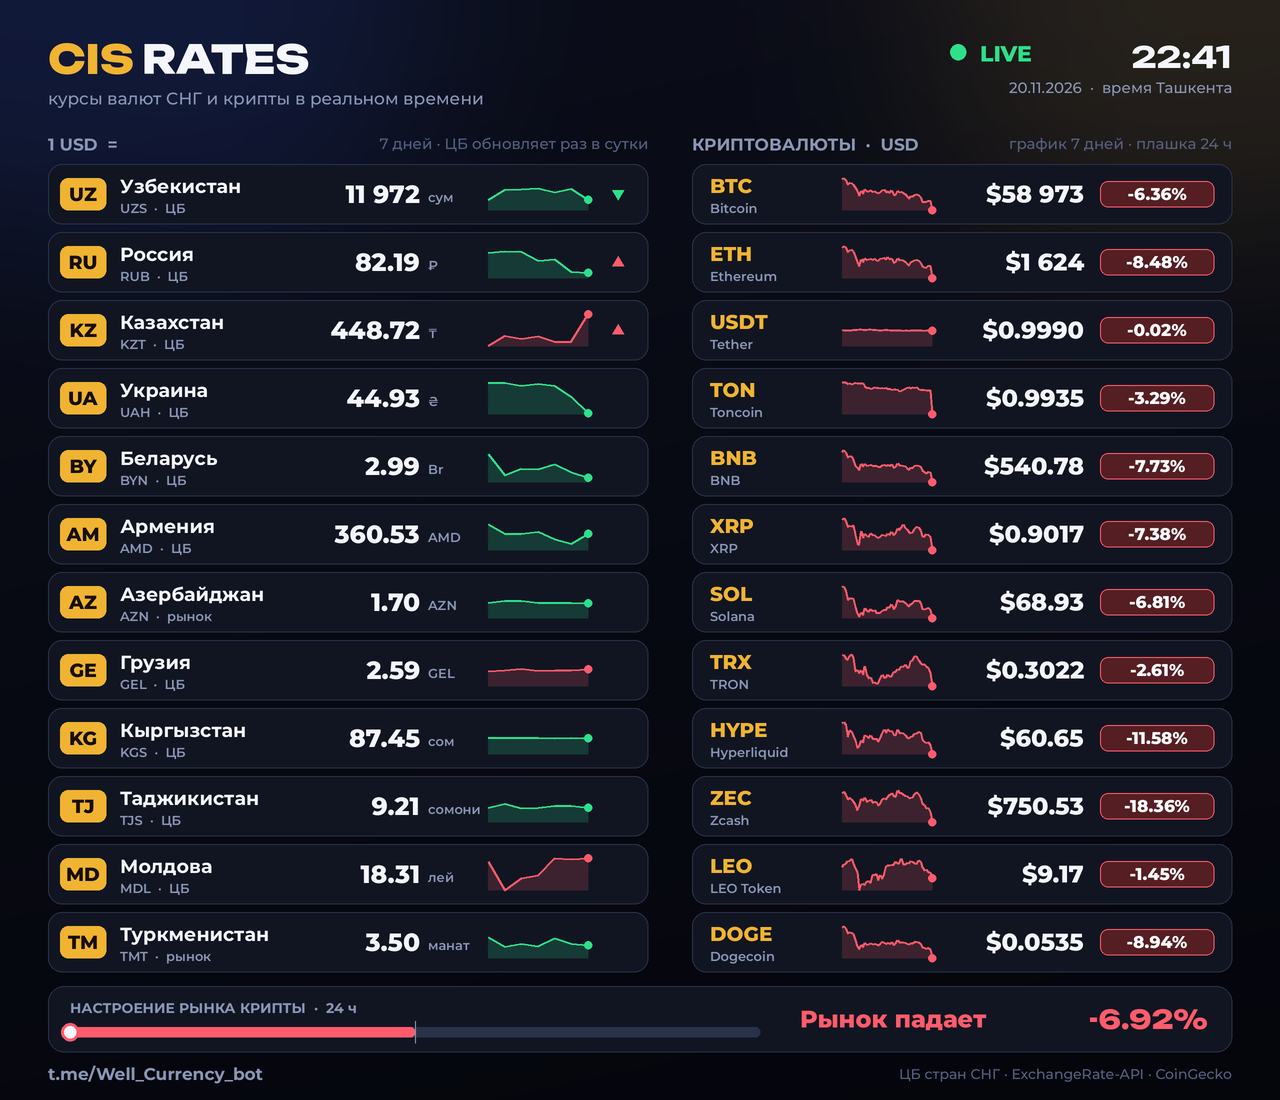 CIS RATES
курсы валют СНГ и крипты в реальном времени
LIVE
22:41
20.11.2026 · время Ташкента
1 USD =
7 дней · ЦБ обновляет раз в сутки
UZ Узбекистан 11 972 сум
UZS · ЦБ
RU Россия 82.19 ₽
RUB · ЦБ
KZ Казахстан 448.72 ₸
KZT · ЦБ
UA Украина 44.93 ₴
UAH · ЦБ
BY Беларусь 2.99 Br
BYN · ЦБ
AM Армения 360.53 AMD
AMD · ЦБ
AZ Азербайджан 1.70 AZN
AZN · рынок
GE Грузия 2.59 GEL
GEL · ЦБ
KG Кыргызстан 87.45 сом
KGS · ЦБ
TJ Таджикистан 9.21 сомони
TJS · ЦБ
MD Молдова 18.31 лей
MDL · ЦБ
TM Туркменистан 3.50 манат
TMT · рынок
КРИПТОВАЛЮТЫ · USD
график 7 дней · плашка 24 ч
BTC $58 973 -6.36%
Bitcoin
ETH $1 624 -8.48%
Ethereum
USDT $0.9990 -0.02%
Tether
TON $0.9935 -3.29%
Toncoin
BNB $540.78 -7.73%
BNB
XRP $0.9017 -7.38%
XRP
SOL $68.93 -6.81%
Solana
TRX $0.3022 -2.61%
TRON
HYPE $60.65 -11.58%
Hyperliquid
ZEC $750.53 -18.36%
Zcash
LEO $9.17 -1.45%
LEO Token
DOGE $0.0535 -8.94%
Dogecoin
НАСТРОЕНИЕ РЫНКА КРИПТЫ · 24 ч
Рынок падает
-6.92%
t.me/Well_Currency_bot
ЦБ стран СНГ · ExchangeRate-API · CoinGecko